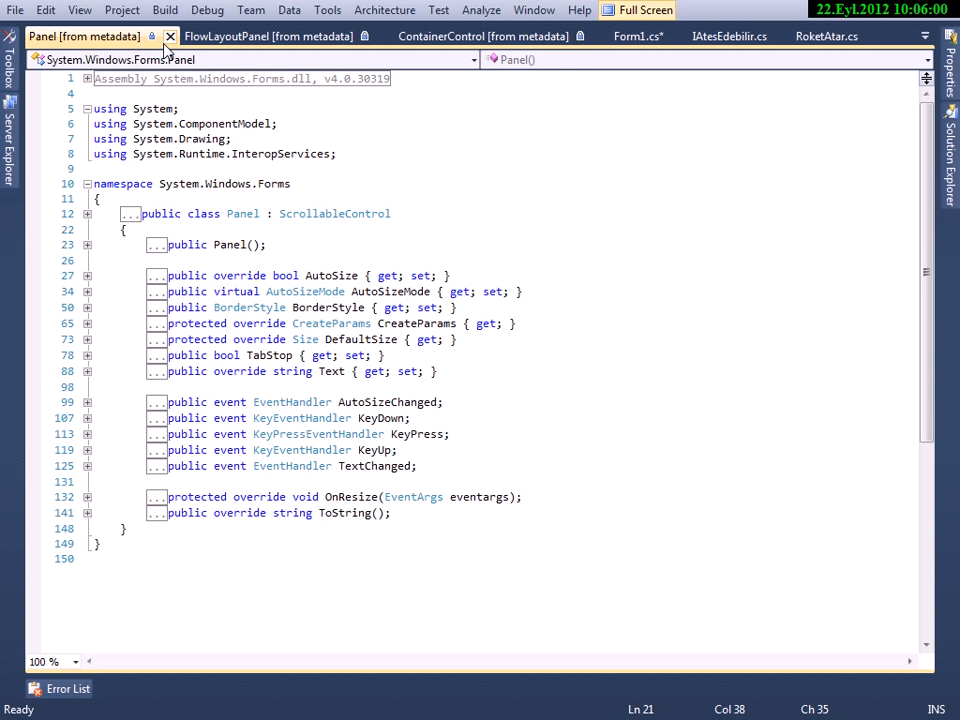 File Edit View Project Build Debug Team Data Tools Architecture Test Analyze Window Help Full Screen
22.Eyl.2012 10:06:00
Panel [from metadata] FlowLayoutPanel [from metadata] ContainerControl [from metadata] Form1.cs* IAtesEdebilir.cs RoketAtar.cs
System.Windows.Forms.Panel Panel()
Toolbox
Server Explorer
Properties
Solution Explorer
1 Assembly System.Windows.Forms.dll, v4.0.30319
4
5 using System;
6 using System.ComponentModel;
7 using System.Drawing;
8 using System.Runtime.InteropServices;
9
10 namespace System.Windows.Forms
11 {
12 ...public class Panel : ScrollableControl
22 {
23 ...public Panel();
26
27 ...public override bool AutoSize { get; set; }
34 ...public virtual AutoSizeMode AutoSizeMode { get; set; }
50 ...public BorderStyle BorderStyle { get; set; }
65 ...protected override CreateParams CreateParams { get; }
73 ...protected override Size DefaultSize { get; }
78 ...public bool TabStop { get; set; }
88 ...public override string Text { get; set; }
98
99 ...public event EventHandler AutoSizeChanged;
107 ...public event KeyEventHandler KeyDown;
113 ...public event KeyPressEventHandler KeyPress;
119 ...public event KeyEventHandler KeyUp;
125 ...public event EventHandler TextChanged;
131
132 ...protected override void OnResize(EventArgs eventargs);
141 ...public override string ToString();
148 }
149 }
150
100 %
Error List
Ready Ln 21 Col 38 Ch 35 INS